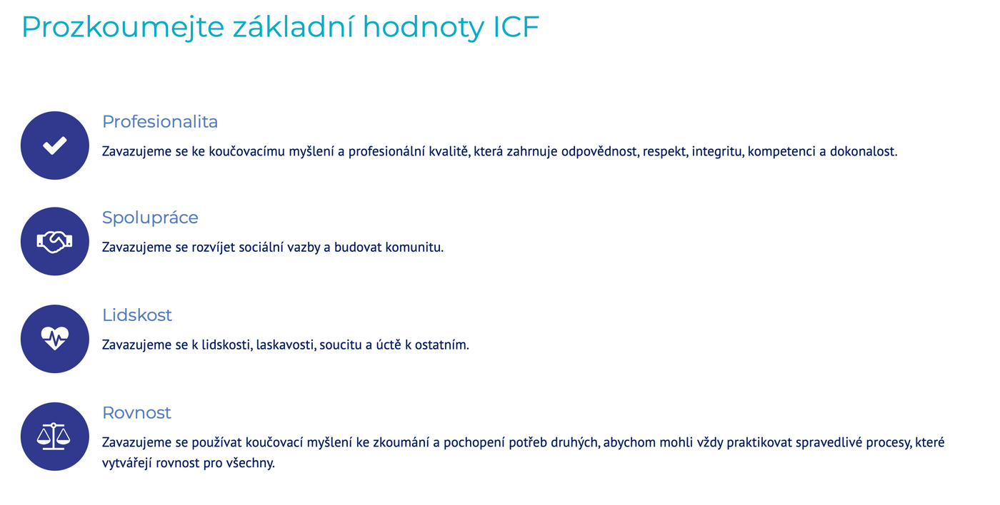 Prozkoumejte základní hodnoty ICF
Profesionalita
Zavazujeme se ke koučovacímu myšlení a profesionální kvalitě, která zahrnuje odpovědnost, respekt, integritu, kompetenci a dokonalost.
Spolupráce
Zavazujeme se rozvíjet sociální vazby a budovat komunitu.
Lidskost
Zavazujeme se k lidskosti, laskavosti, soucitu a úctě k ostatním.
Rovnost
Zavazujeme se používat koučovací myšlení ke zkoumání a pochopení potřeb druhých, abychom mohli vždy praktikovat spravedlivé procesy, které
vytvářejí rovnost pro všechny.